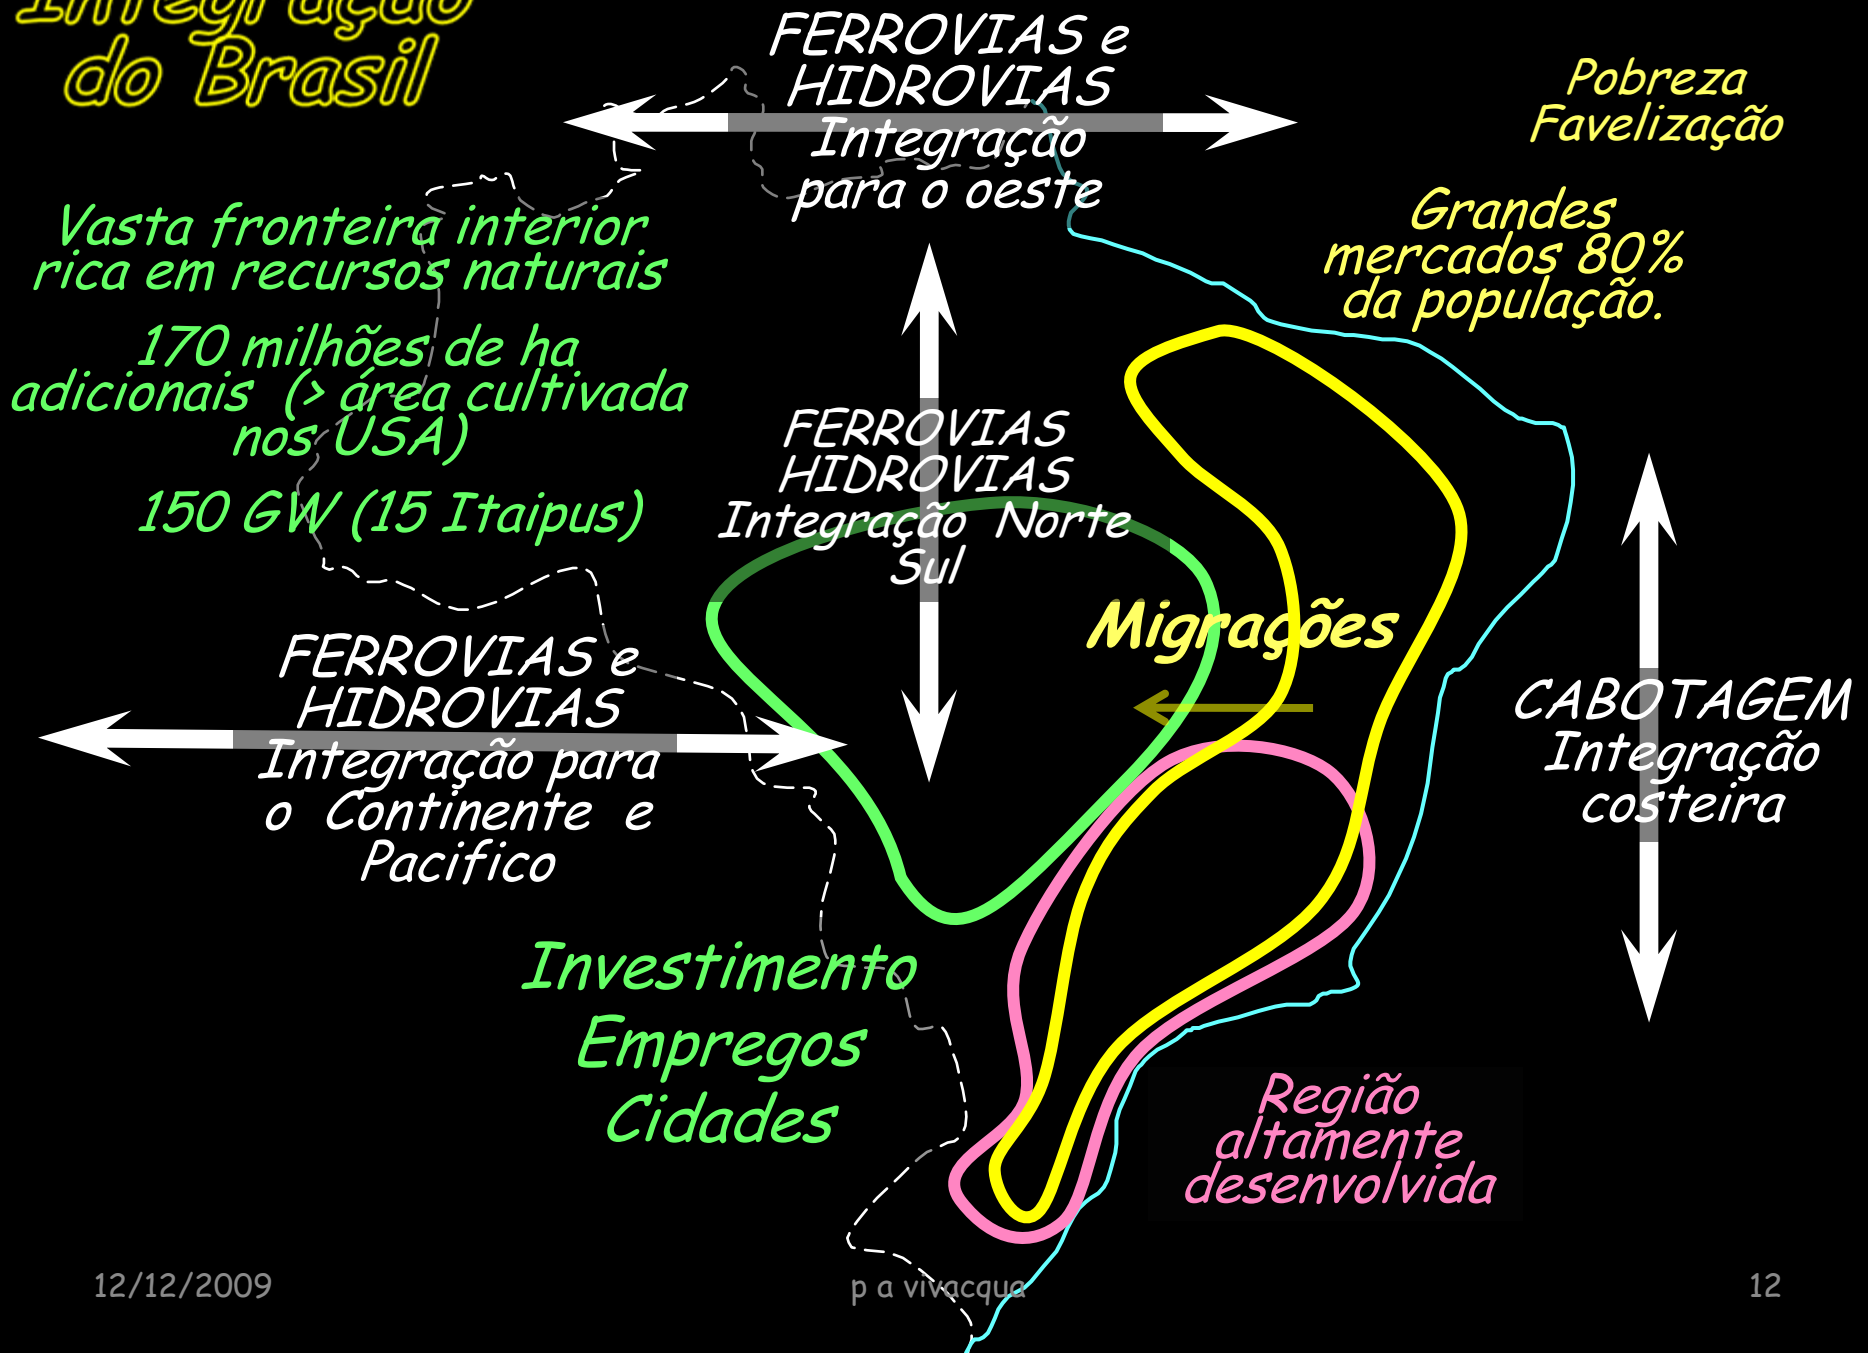 Integração
do Brasil
FERROVIAS e
HIDROVIAS
Integração
para o oeste
Pobreza
Favelização
Grandes
mercados 80%
da população.
Vasta fronteira interior
rica em recursos naturais
170 milhões de ha
adicionais (> área cultivada
nos USA)
150 GW (15 Itaipus)
FERROVIAS
HIDROVIAS
Integração Norte
Sul
Migrações
FERROVIAS e
HIDROVIAS
Integração para
o Continente e
Pacifico
CABOTAGEM
Integração
costeira
Investimento
Empregos
Cidades
Região
altamente
desenvolvida
12/12/2009
p a vivacqua
12